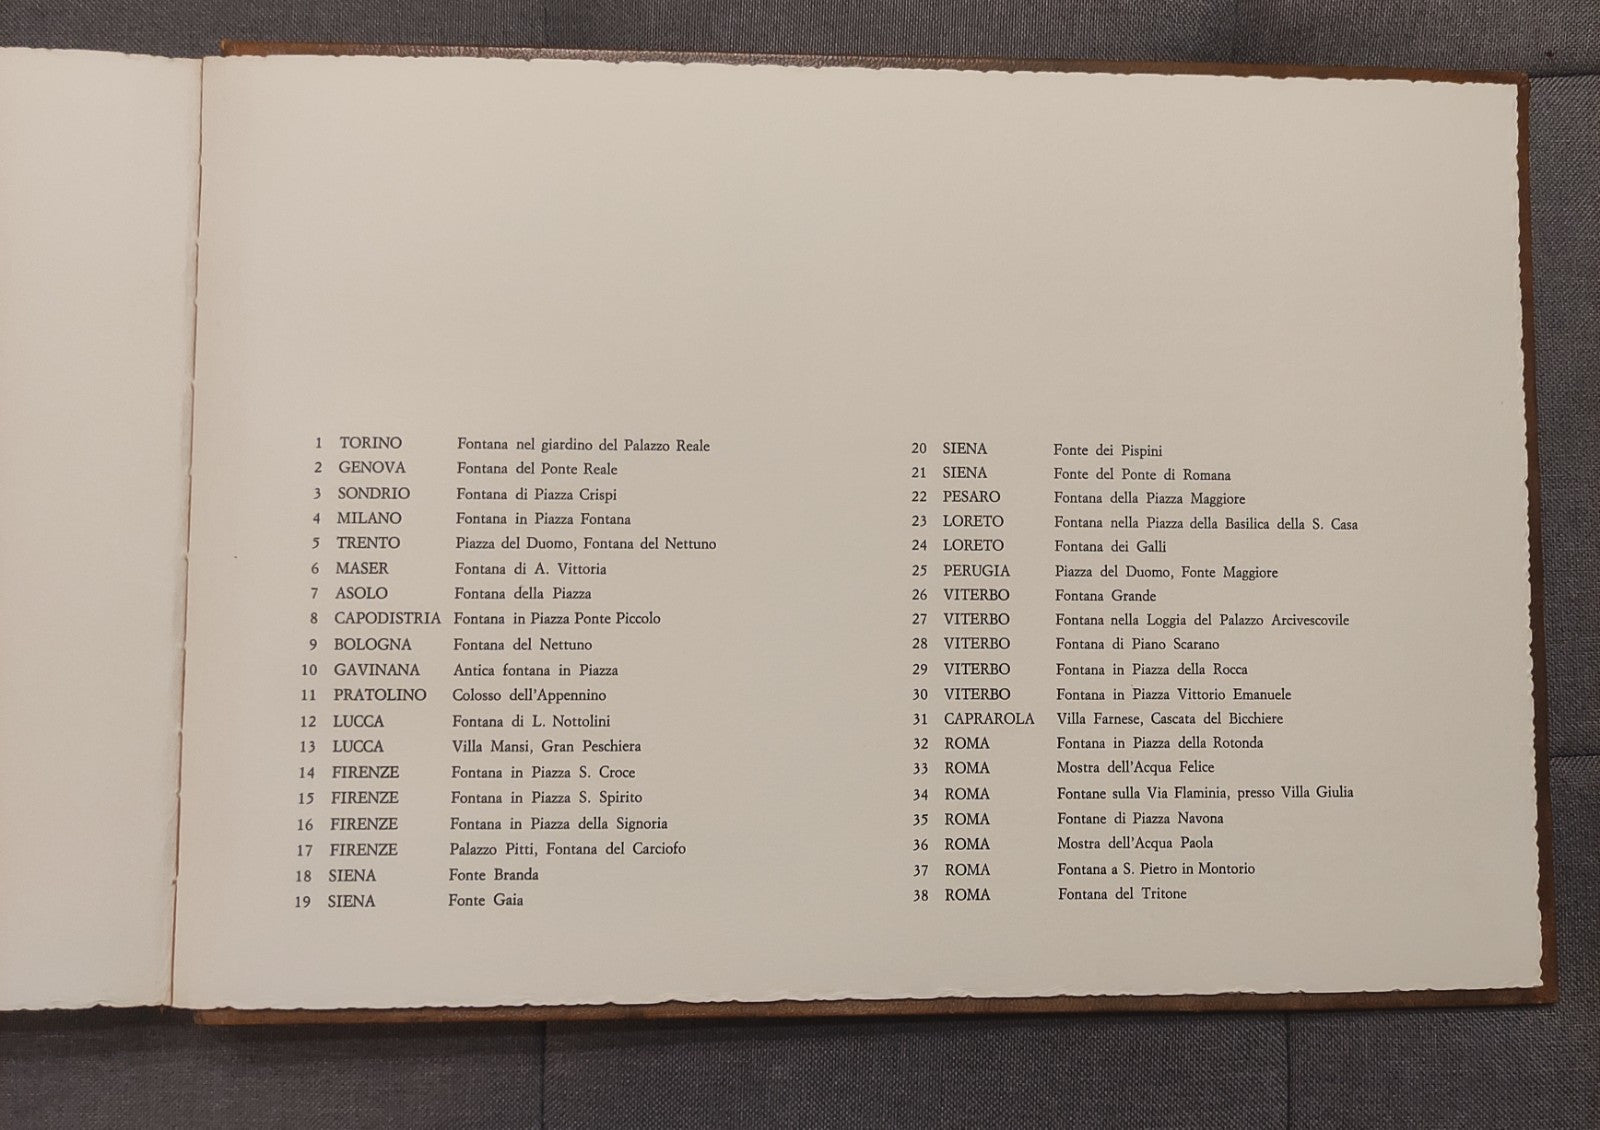 1 TORINO Fontana nel giardino del Palazzo Reale
2 GENOVA Fontana del Ponte Reale
3 SONDRIO Fontana di Piazza Crispi
4 MILANO Fontana in Piazza Fontana
5 TRENTO Piazza del Duomo, Fontana del Nettuno
6 MASER Fontana di A. Vittoria
7 ASOLO Fontana della Piazza
8 CAPODISTRIA Fontana in Piazza Ponte Piccolo
9 BOLOGNA Fontana del Nettuno
10 GAVINANA Antica fontana in Piazza
11 PRATOLINO Colosso dell'Appennino
12 LUCCA Fontana di L. Nottolini
13 LUCCA Villa Mansi, Gran Peschiera
14 FIRENZE Fontana in Piazza S. Croce
15 FIRENZE Fontana in Piazza S. Spirito
16 FIRENZE Fontana in Piazza della Signoria
17 FIRENZE Palazzo Pitti, Fontana del Carciofo
18 SIENA Fonte Branda
19 SIENA Fonte Gaia
20 SIENA Fonte dei Pispini
21 SIENA Fonte del Ponte di Romana
22 PESARO Fontana della Piazza Maggiore
23 LORETO Fontana nella Piazza della Basilica della S. Casa
24 LORETO Fontana dei Galli
25 PERUGIA Piazza del Duomo, Fonte Maggiore
26 VITERBO Fontana Grande
27 VITERBO Fontana nella Loggia del Palazzo Arcivescovile
28 VITERBO Fontana di Piano Scarano
29 VITERBO Fontana in Piazza della Rocca
30 VITERBO Fontana in Piazza Vittorio Emanuele
31 CAPRAROLA Villa Farnese, Cascata del Bicchiere
32 ROMA Fontana in Piazza della Rotonda
33 ROMA Mostra dell'Acqua Felice
34 ROMA Fontane sulla Via Flaminia, presso Villa Giulia
35 ROMA Fontane di Piazza Navona
36 ROMA Mostra dell'Acqua Paola
37 ROMA Fontana a S. Pietro in Montorio
38 ROMA Fontana del Tritone